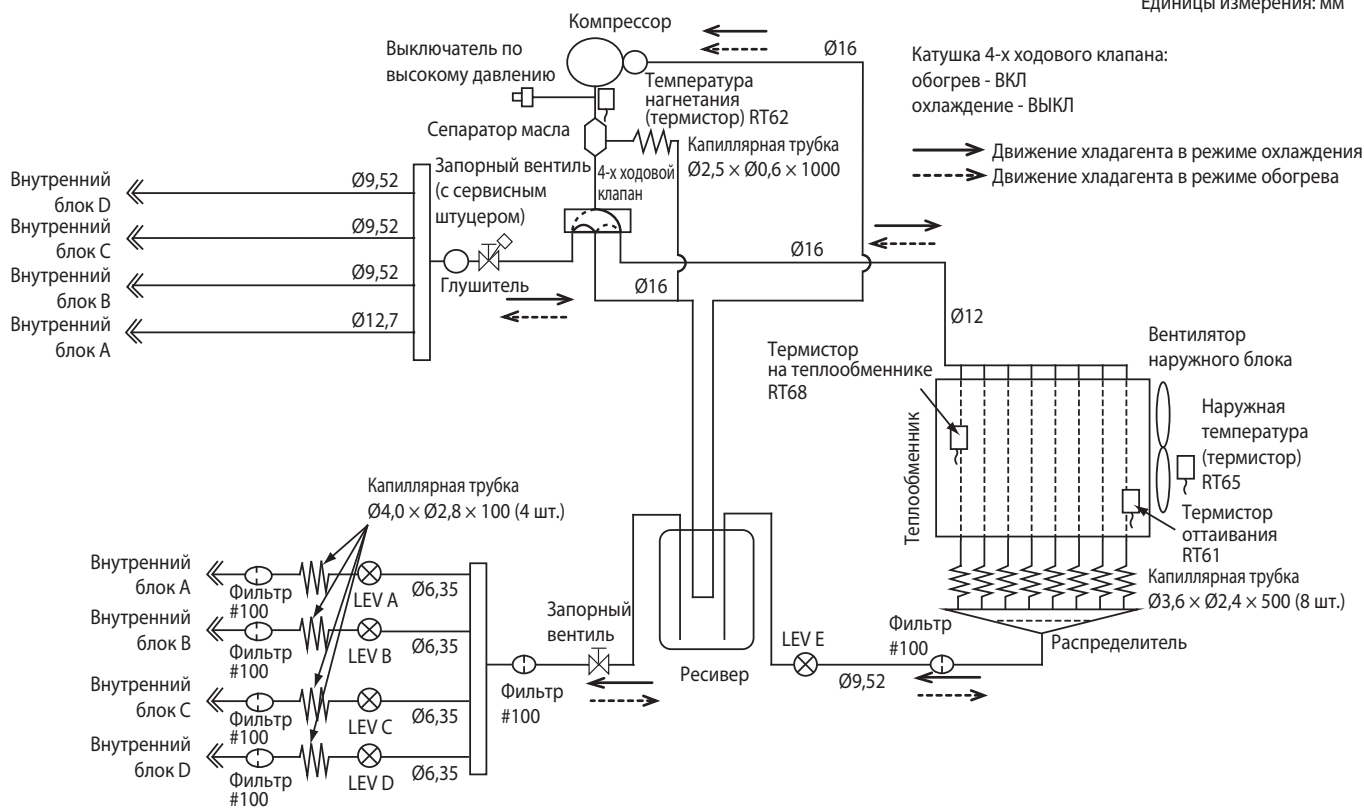 Единицы измерения: мм
Компрессор
Выключатель по
высокому давлению
Ø16
Катушка 4-х ходового клапана:
обогрев - ВКЛ
охлаждение - ВЫКЛ
Температура
нагнетания
(термистор) RT62
Сепаратор масла
Капиллярная трубка
Ø2,5 × Ø0,6 × 1000
Движение хладагента в режиме охлаждения
Движение хладагента в режиме обогрева
Запорный вентиль
(с сервисным
штуцером)
4-х ходовой
клапан
Внутренний
блок D
Ø9,52
Внутренний
блок C
Ø9,52
Внутренний
блок B
Ø9,52
Внутренний
блок A
Ø12,7
Глушитель
Ø16
Ø16
Ø12
Термистор
на теплообменнике
RT68
Вентилятор
наружного блока
Теплообменник
Наружная
температура
(термистор)
RT65
Термистор
оттаивания
RT61
Капиллярная трубка
Ø3,6 × Ø2,4 × 500 (8 шт.)
Распределитель
Капиллярная трубка
Ø4,0 × Ø2,8 × 100 (4 шт.)
Внутренний
блок A
Фильтр
#100
LEV A
Ø6,35
Внутренний
блок B
Фильтр
#100
LEV B
Ø6,35
Внутренний
блок C
Фильтр
#100
LEV C
Ø6,35
Внутренний
блок D
Фильтр
#100
LEV D
Ø6,35
Фильтр
#100
Запорный
вентиль
Ресивер
LEV E
Ø9,52
Фильтр
#100